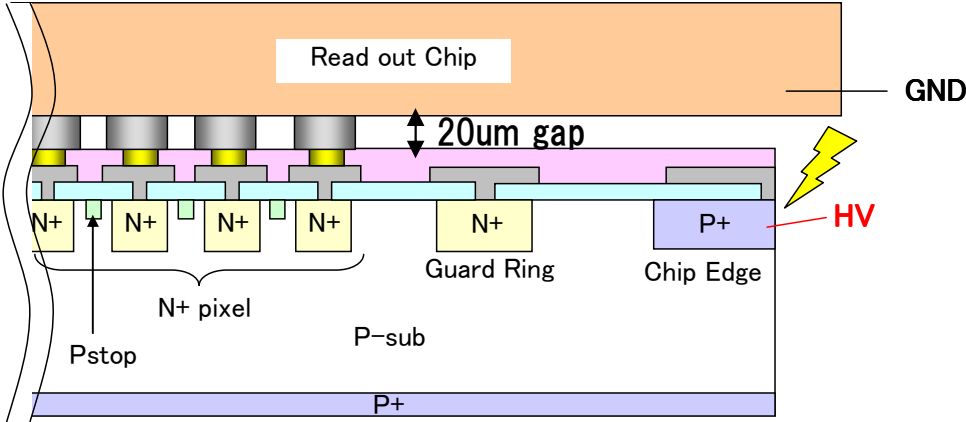 Read out Chip
GND
20um gap
N+
N+
N+
N+
N+
P+
HV
Guard Ring
Chip Edge
N+ pixel
P-sub
Pstop
P+